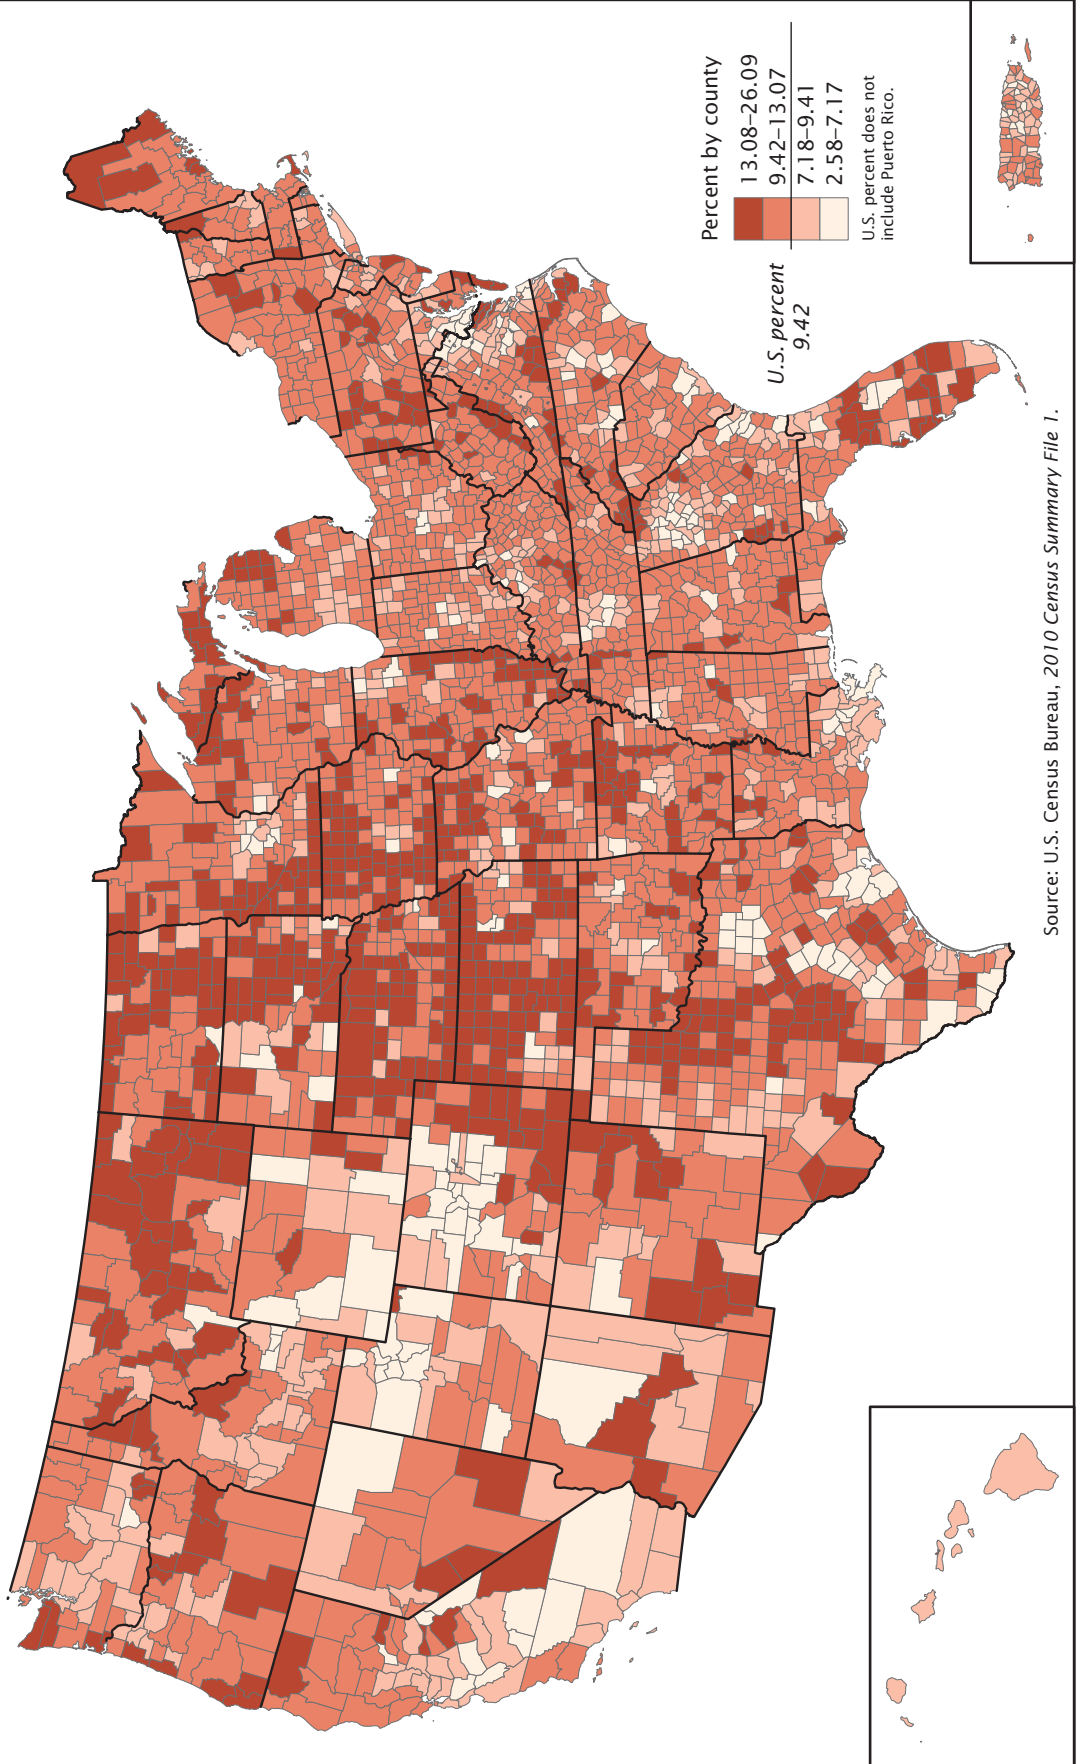 Percent by county
13.08–26.09
9.42–13.07
7.18–9.41
2.58–7.17
U.S. percent
9.42
U.S. percent does not
include Puerto Rico.
Source: U.S. Census Bureau, 2010 Census Summary File 1.